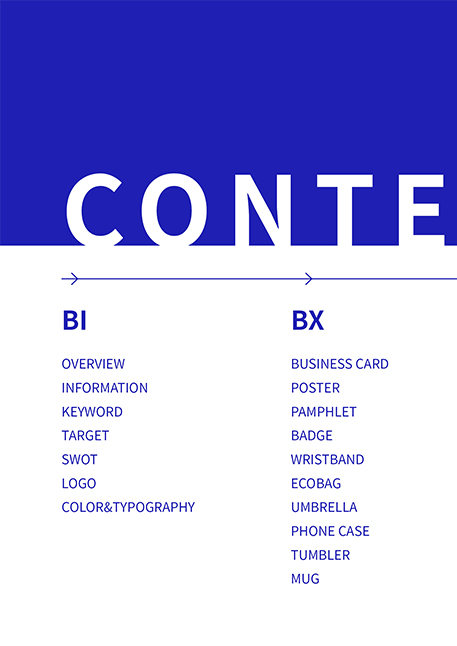 CONTE
BI
OVERVIEW
INFORMATION
KEYWORD
TARGET
SWOT
LOGO
COLOR&TYPOGRAPHY
BX
BUSINESS CARD
POSTER
PAMPHLET
BADGE
WRISTBAND
ECOBAG
UMBRELLA
PHONE CASE
TUMBLER
MUG